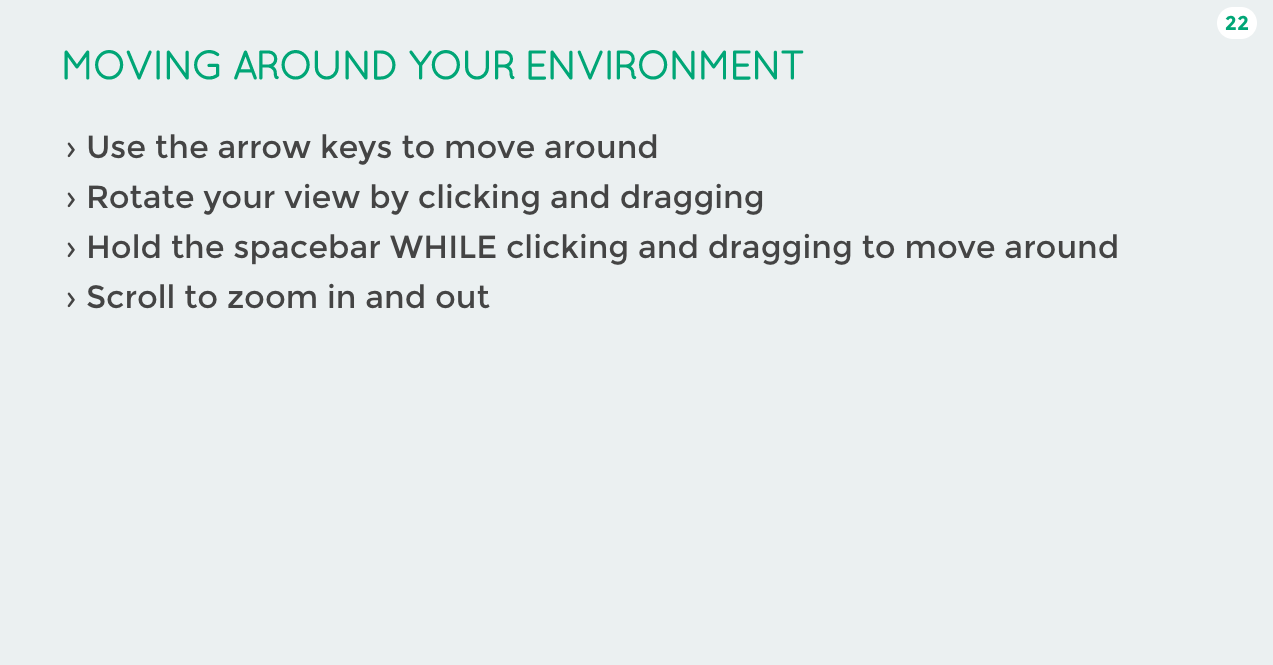 22
MOVING AROUND YOUR ENVIRONMENT
› Use the arrow keys to move around
› Rotate your view by clicking and dragging
› Hold the spacebar WHILE clicking and dragging to move around
› Scroll to zoom in and out